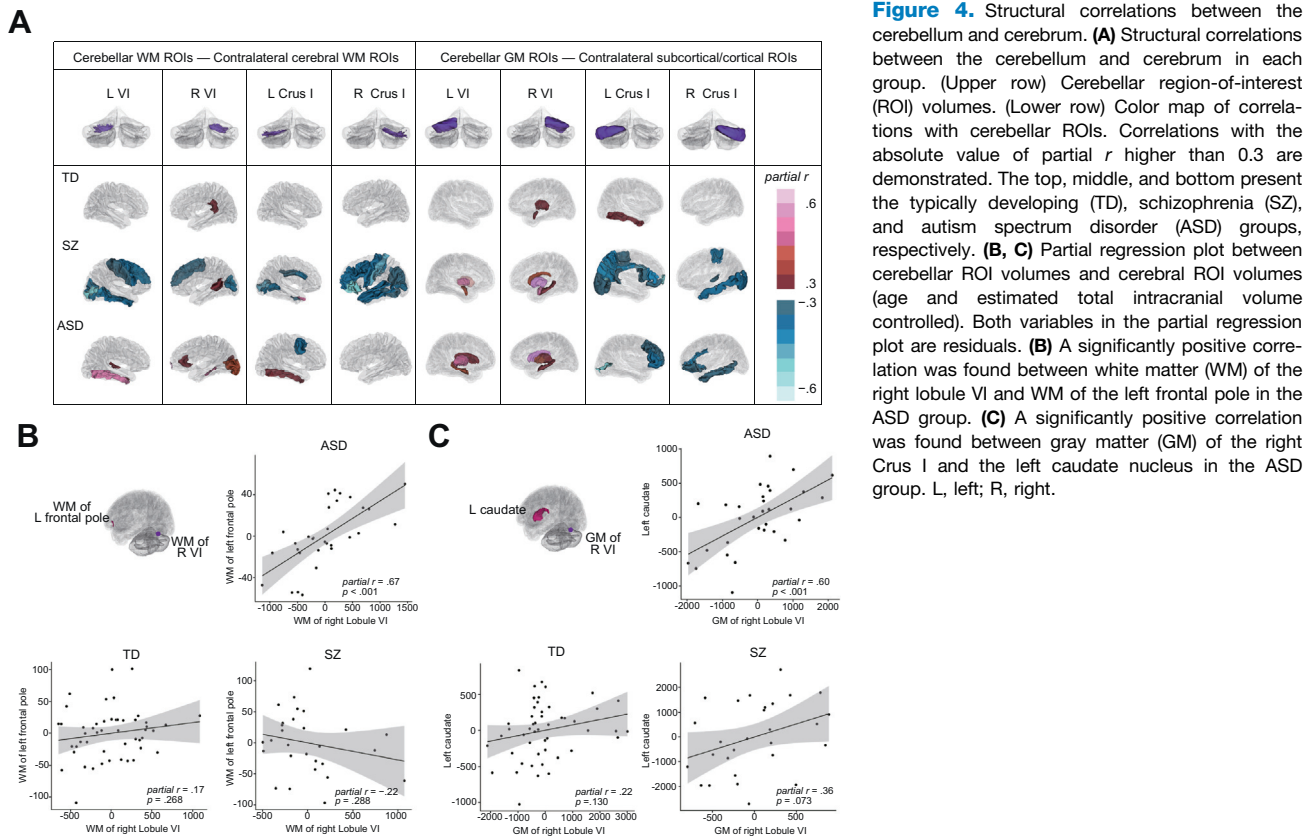 A
Cerebellar WM ROIs — Contralateral cerebral WM ROIs
Cerebellar GM ROIs — Contralateral subcortical/cortical ROIs
L VI
R VI
L Crus I
R Crus I
L VI
R VI
L Crus I
R Crus I
TD
SZ
ASD
partial r
.6
.3
−.3
−.6
B
WM of
L frontal pole
WM of
R VI
ASD
WM of left frontal pole
40
0
-40
partial r = .67
p < .001
-1000
-500
0
500
1000
1500
WM of right Lobule VI
TD
WM of left frontal pole
100
50
0
-50
-100
partial r = .17
p = .268
-500
0
500
1000
WM of right Lobule VI
SZ
WM of left frontal pole
100
50
0
-50
-100
partial r = −.22
p = .288
-500
0
500
1000
WM of right Lobule VI
C
L caudate
GM of
R VI
ASD
Left caudate
1000
500
0
-500
-1000
partial r = .60
p < .001
-2000
-1000
0
1000
2000
GM of right Lobule VI
TD
Left caudate
500
0
-500
-1000
partial r = .22
p =.130
-2000
-1000
0
1000
2000
3000
GM of right Lobule VI
SZ
Left caudate
2000
1000
0
-1000
-2000
partial r = .36
p = .073
-500
0
500
GM of right Lobule VI
Figure 4. Structural correlations between the
cerebellum and cerebrum. (A) Structural correlations
between the cerebellum and cerebrum in each
group. (Upper row) Cerebellar region-of-interest
(ROI) volumes. (Lower row) Color map of correla-
tions with cerebellar ROIs. Correlations with the
absolute value of partial r higher than 0.3 are
demonstrated. The top, middle, and bottom present
the typically developing (TD), schizophrenia (SZ),
and autism spectrum disorder (ASD) groups,
respectively. (B, C) Partial regression plot between
cerebellar ROI volumes and cerebral ROI volumes
(age and estimated total intracranial volume
controlled). Both variables in the partial regression
plot are residuals. (B) A significantly positive corre-
lation was found between white matter (WM) of the
right lobule VI and WM of the left frontal pole in the
ASD group. (C) A significantly positive correlation
was found between gray matter (GM) of the right
Crus I and the left caudate nucleus in the ASD
group. L, left; R, right.